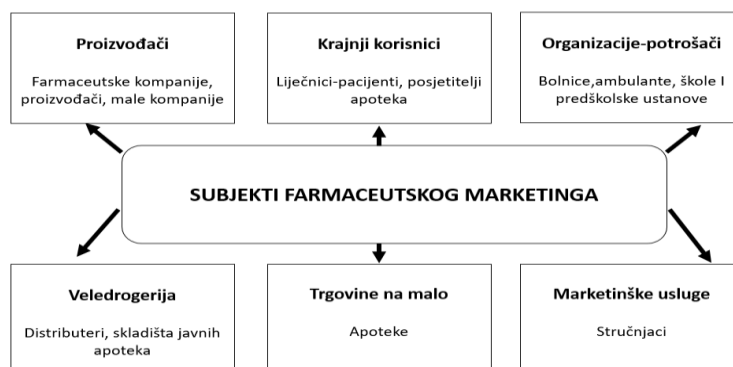 Proizvođači
Farmaceutske kompanije,
proizvođači, male kompanije
Krajnji korisnici
Liječnici-pacijenti, posjetitelji
apoteka
Organizacije-potrošači
Bolnice,ambulante, škole I
predškolske ustanove
SUBJEKTI FARMACEUTSKOG MARKETINGA
Veledrogerija
Distributeri, skladišta javnih
apoteka
Trgovine na malo
Apoteke
Marketinške usluge
Stručnjaci